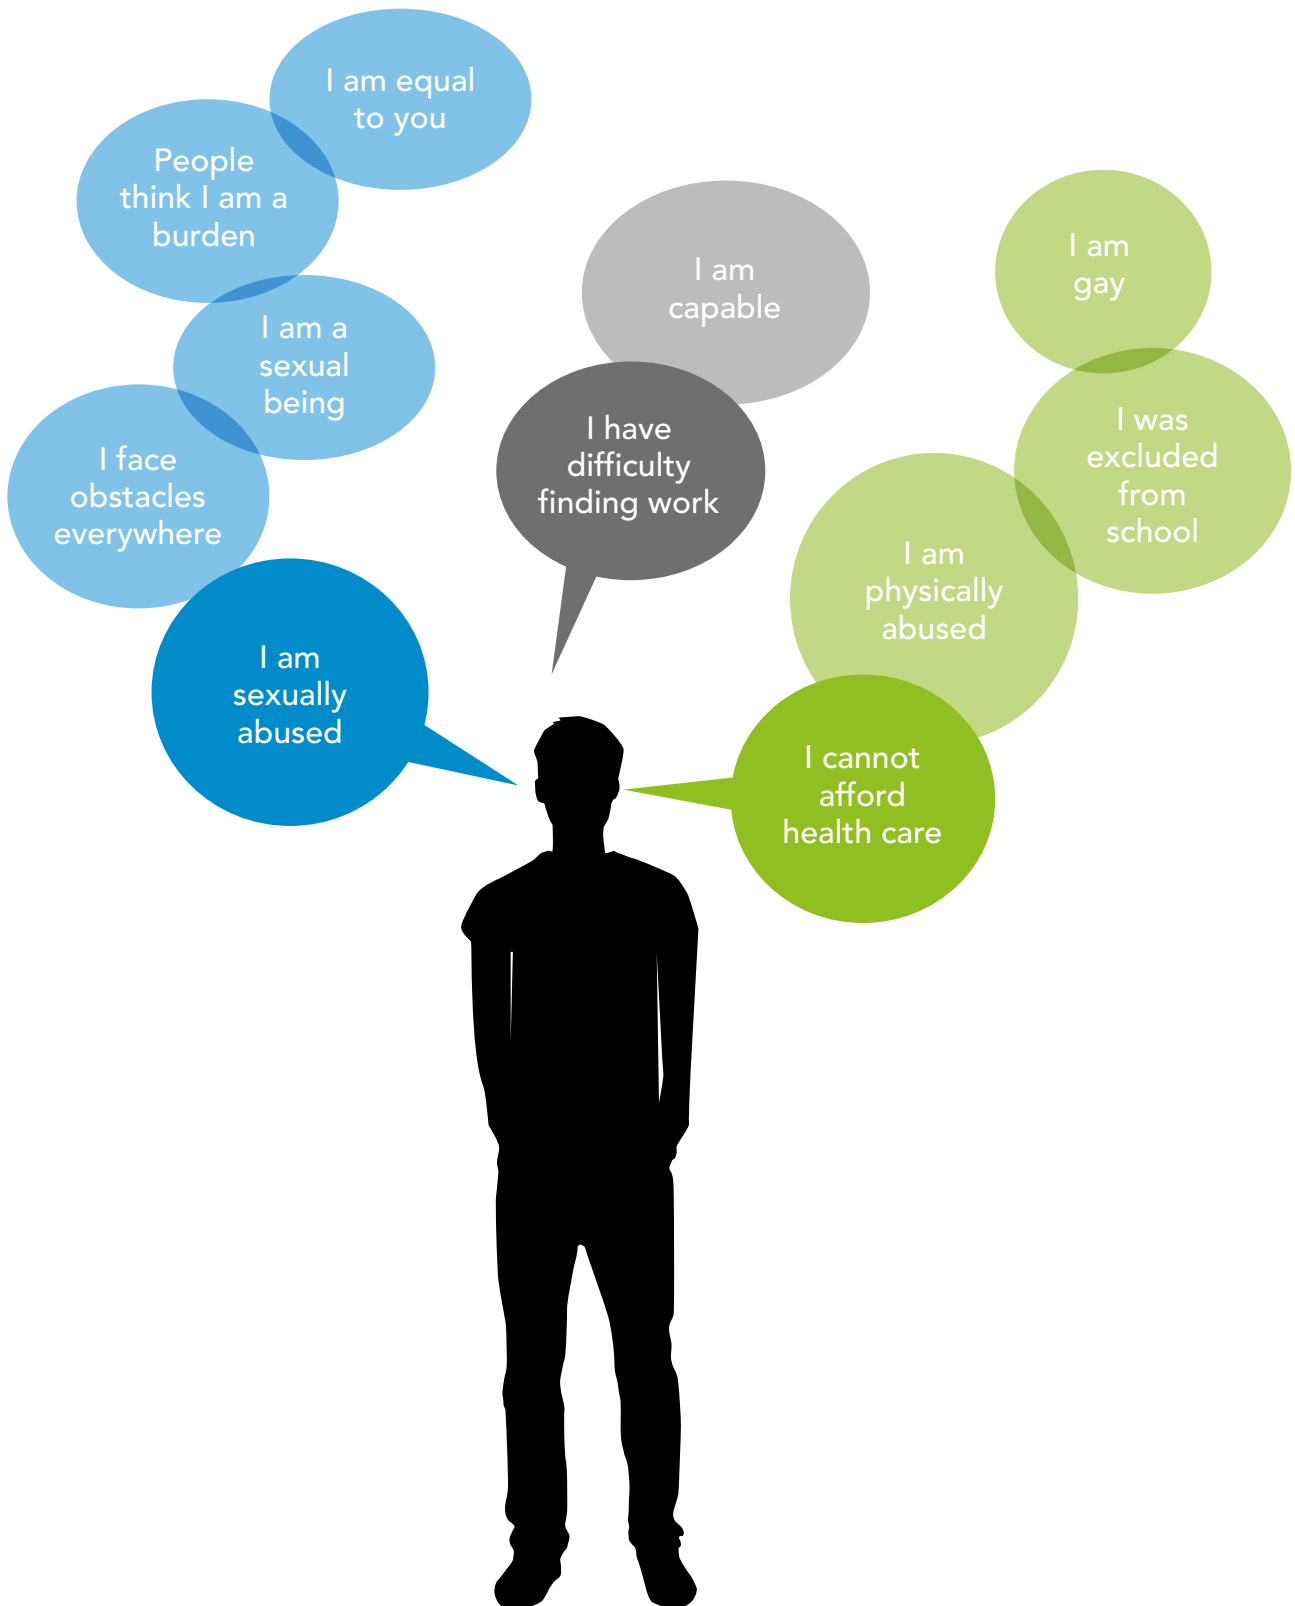 I am equal
to you
People
think I am a
burden
I am a
sexual
being
I face
obstacles
everywhere
I am
sexually
abused
I am
capable
I have
difficulty
finding work
I am
gay
I was
excluded
from
school
I am
physically
abused
I cannot
afford
health care